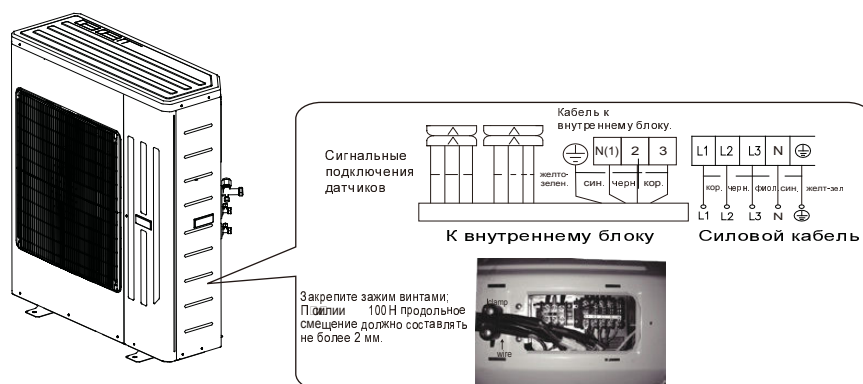 Кабель к
внутреннему блоку.
Сигнальные
подключения
датчиков
N(1) 2 3
L1 L2 L3 N
желто-
зелен.
син. черн. кор.
кор. черн. фиол. син. желт-зел
L1 L2 L3 N
К внутреннему блоку
Силовой кабель
Закрепите зажим винтами;
100 Н продольное
смещение должно составлять
не более 2 мм.
clamp
wire